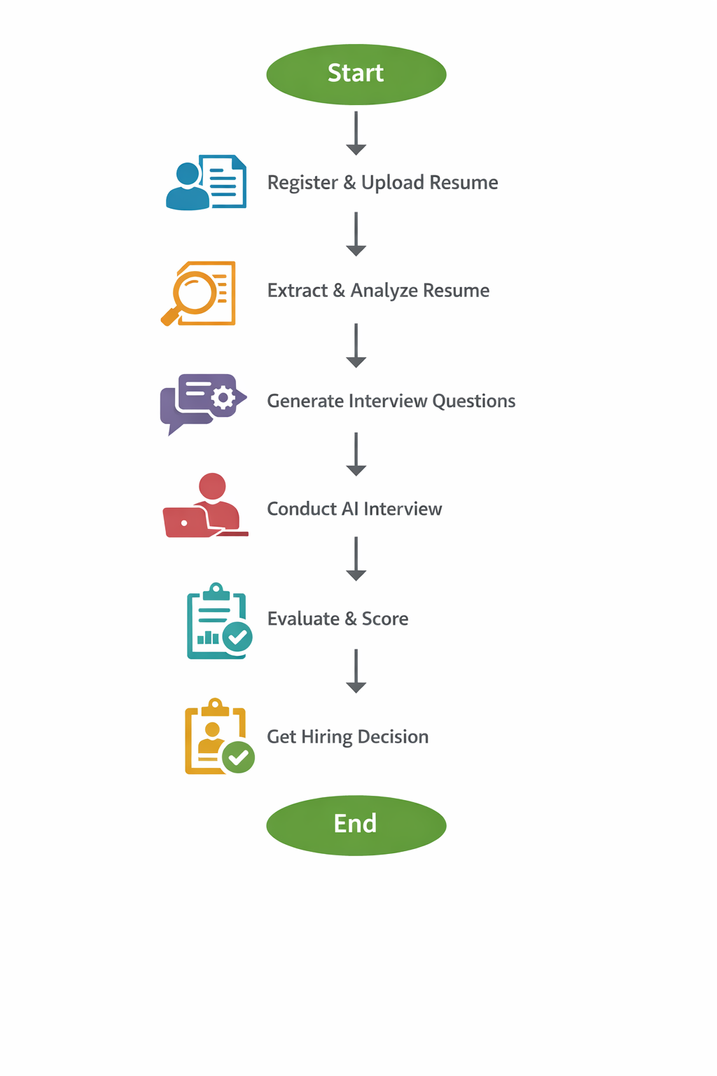 Start
Register & Upload Resume
Extract & Analyze Resume
Generate Interview Questions
Conduct AI Interview
Evaluate & Score
Get Hiring Decision
End